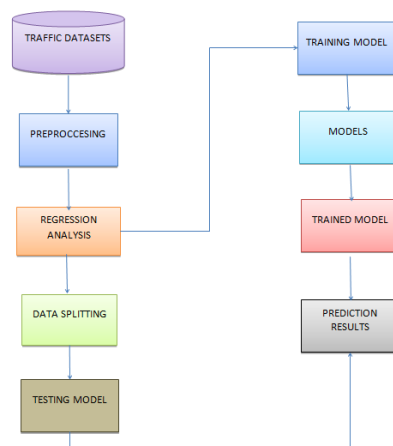 TRAFFIC DATASETS
PREPROCCESING
REGRESSION
ANALYSIS
DATA SPLITTING
TESTING MODEL
TRAINING MODEL
MODELS
TRAINED MODEL
PREDICTION
RESULTS